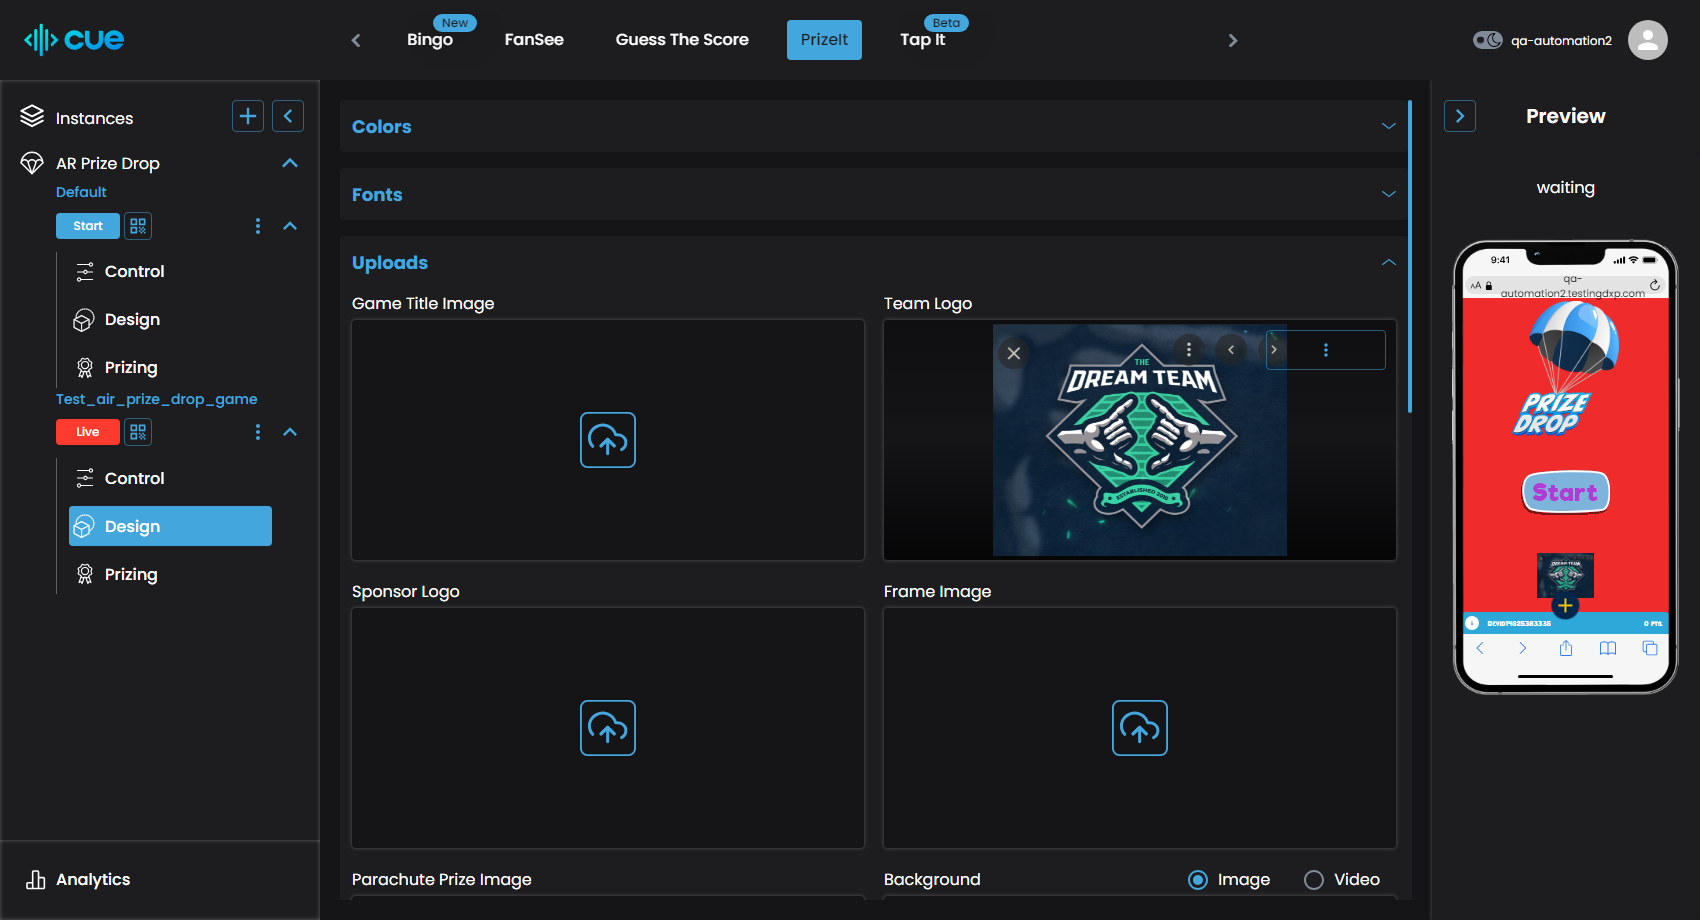 cue
Bingo
New
FanSee
Guess The Score
PrizeIt
Tap It
Beta
qa-automation2
Instances
AR Prize Drop
Default
Start
Control
Design
Prizing
Test_air_prize_drop_game
Live
Control
Design
Prizing
Analytics
Colors
Fonts
Uploads
Game Title Image
Team Logo
THE
DREAM TEAM
ESTABLISHED 2019
Sponsor Logo
Frame Image
Parachute Prize Image
Background
Image
Video
Preview
waiting
9:41
AA
qa-
automation2.testingdxp.com
PRIZE
DROP
Start
DREAM TEAM
DEVIDP1625383335
0 PTS.